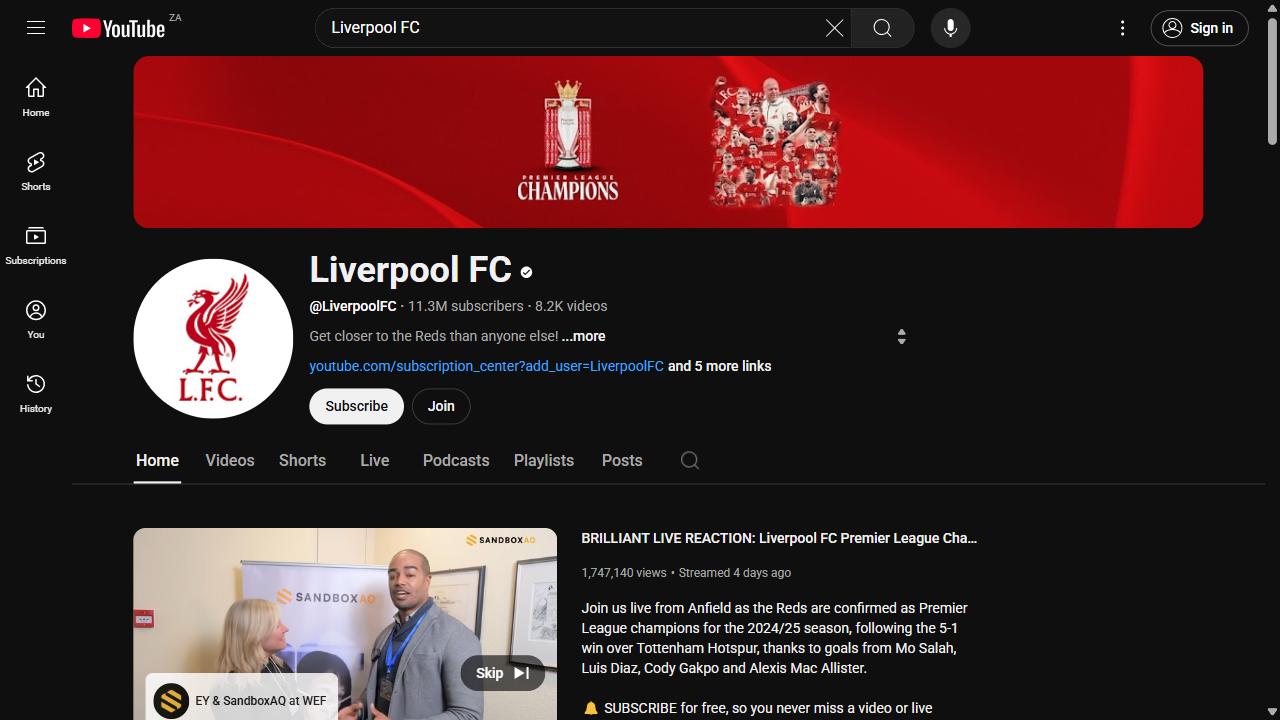 YouTube ZA
Liverpool FC
Sign in
Home
Shorts
Subscriptions
You
History
L.F.C.
PREMIER LEAGUE
CHAMPIONS
Liverpool FC
@LiverpoolFC · 11.3M subscribers · 8.2K videos
Get closer to the Reds than anyone else! ...more
youtube.com/subscription_center?add_user=LiverpoolFC and 5 more links
Subscribe
Join
L.F.C.
Home Videos Shorts Live Podcasts Playlists Posts
SANDBOXAQ
SANDBOXAQ
Skip
EY & SandboxAQ at WEF
BRILLIANT LIVE REACTION: Liverpool FC Premier League Cha...
1,747,140 views • Streamed 4 days ago
Join us live from Anfield as the Reds are confirmed as Premier
League champions for the 2024/25 season, following the 5-1
win over Tottenham Hotspur, thanks to goals from Mo Salah,
Luis Diaz, Cody Gakpo and Alexis Mac Allister.
🔔 SUBSCRIBE for free, so you never miss a video or live